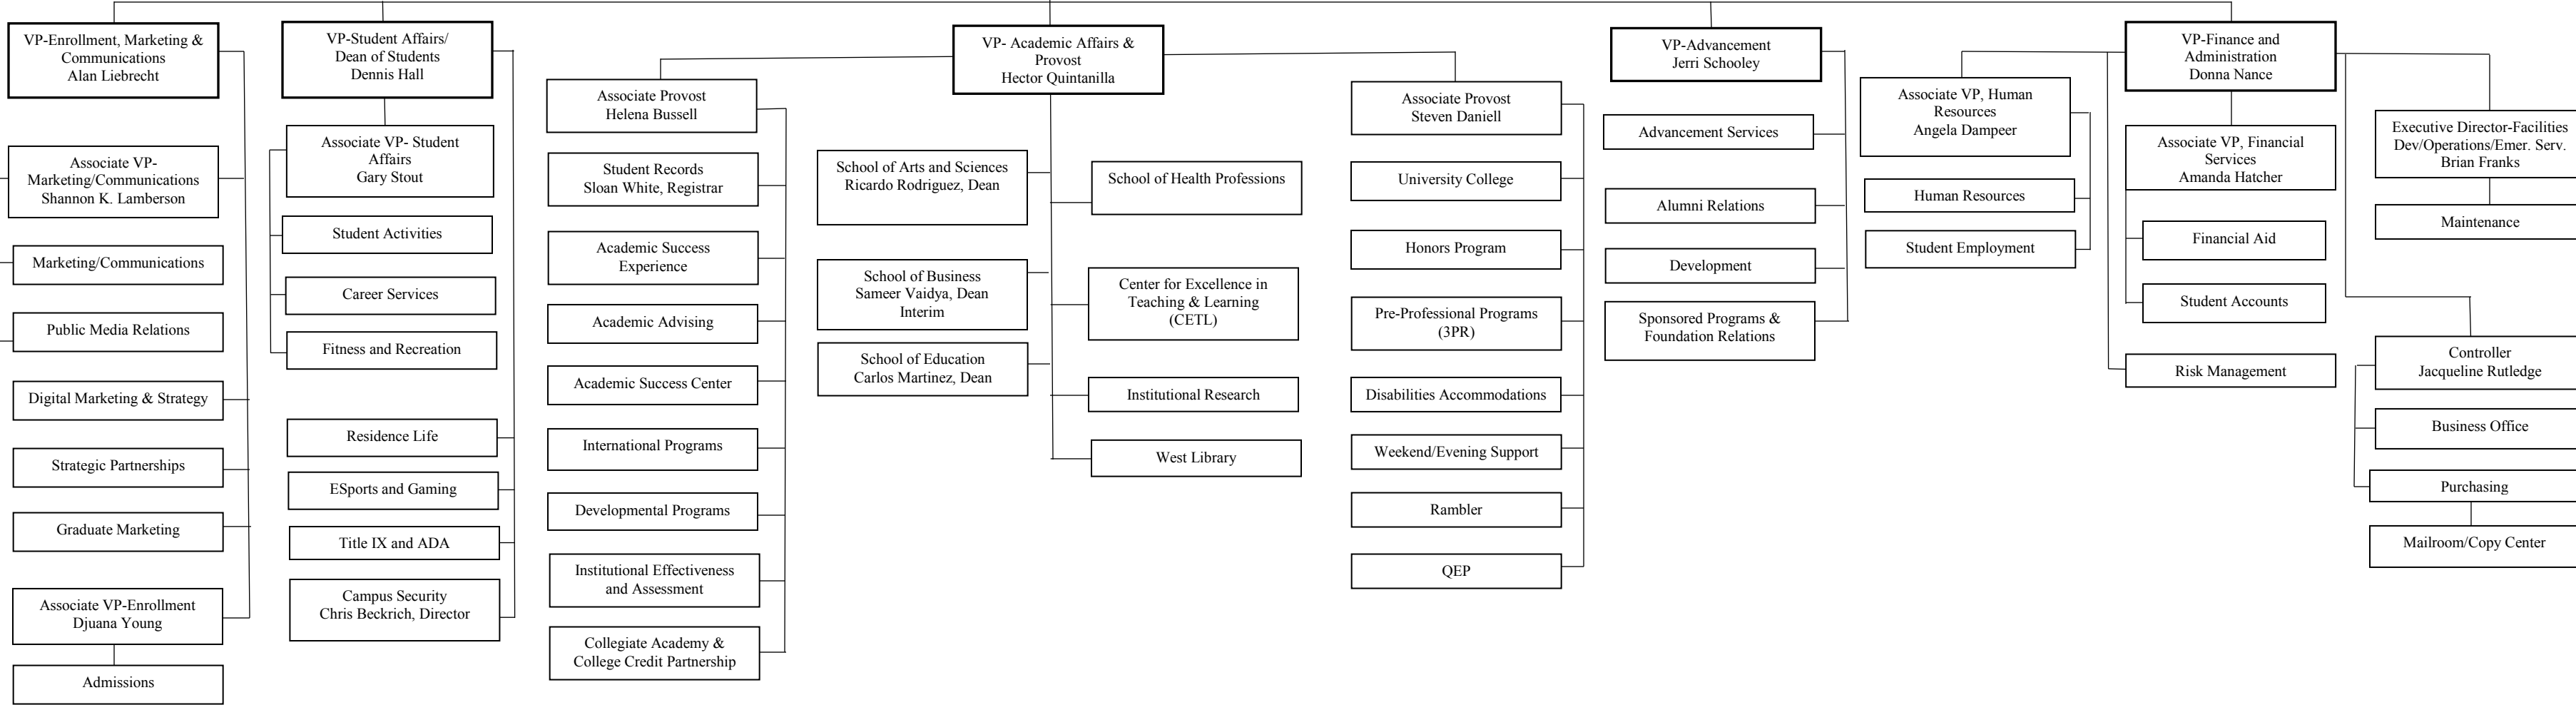 VP-Enrollment, Marketing &
Communications
Alan Liebrecht
Associate VP-
Marketing/Communications
Shannon K. Lamberson
Marketing/Communications
Public Media Relations
Digital Marketing & Strategy
Strategic Partnerships
Graduate Marketing
Associate VP-Enrollment
Djuana Young
Admissions
VP-Student Affairs/
Dean of Students
Dennis Hall
Associate VP- Student
Affairs
Gary Stout
Student Activities
Career Services
Fitness and Recreation
Residence Life
ESports and Gaming
Title IX and ADA
Campus Security
Chris Beckrich, Director
VP- Academic Affairs &
Provost
Hector Quintanilla
Associate Provost
Helena Bussell
Student Records
Sloan White, Registrar
Academic Success
Experience
Academic Advising
Academic Success Center
International Programs
Developmental Programs
Institutional Effectiveness
and Assessment
Collegiate Academy &
College Credit Partnership
School of Arts and Sciences
Ricardo Rodriguez, Dean
School of Business
Sameer Vaidya, Dean
Interim
School of Education
Carlos Martinez, Dean
School of Health Professions
Center for Excellence in
Teaching & Learning
(CETL)
Institutional Research
West Library
Associate Provost
Steven Daniell
University College
Honors Program
Pre-Professional Programs
(3PR)
Disabilities Accommodations
Weekend/Evening Support
Rambler
QEP
VP-Advancement
Jerri Schooley
Advancement Services
Alumni Relations
Development
Sponsored Programs &
Foundation Relations
VP-Finance and
Administration
Donna Nance
Associate VP, Human
Resources
Angela Dampeer
Human Resources
Student Employment
Associate VP, Financial
Services
Amanda Hatcher
Financial Aid
Student Accounts
Risk Management
Executive Director-Facilities
Dev/Operations/Emer. Serv.
Brian Franks
Maintenance
Controller
Jacqueline Rutledge
Business Office
Purchasing
Mailroom/Copy Center